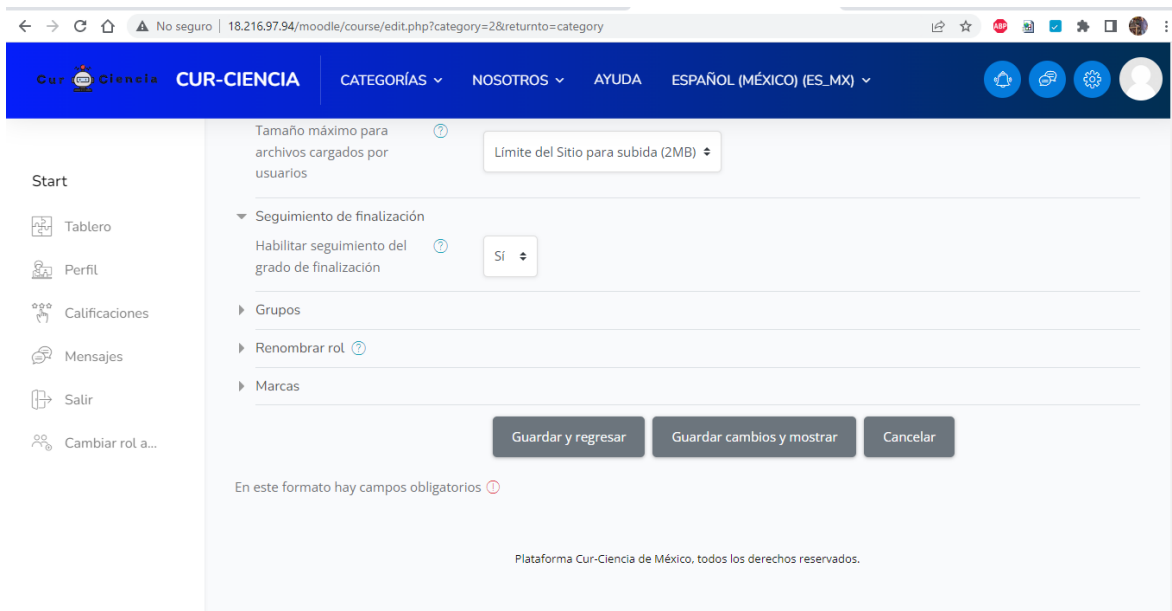 No seguro | 18.216.97.94/moodle/course/edit.php?category=2&returnto=category
ABP
Cur Ciencia CUR-CIENCIA CATEGORÍAS NOSOTROS AYUDA ESPAÑOL (MÉXICO) (ES_MX)
Start
Tablero
Perfil
Calificaciones
Mensajes
Salir
Cambiar rol a...
Tamaño máximo para
archivos cargados por
usuarios
Límite del Sitio para subida (2MB)
Seguimiento de finalización
Habilitar seguimiento del
grado de finalización
Sí
Grupos
Renombrar rol
Marcas
Guardar y regresar Guardar cambios y mostrar Cancelar
En este formato hay campos obligatorios
Plataforma Cur-Ciencia de México, todos los derechos reservados.